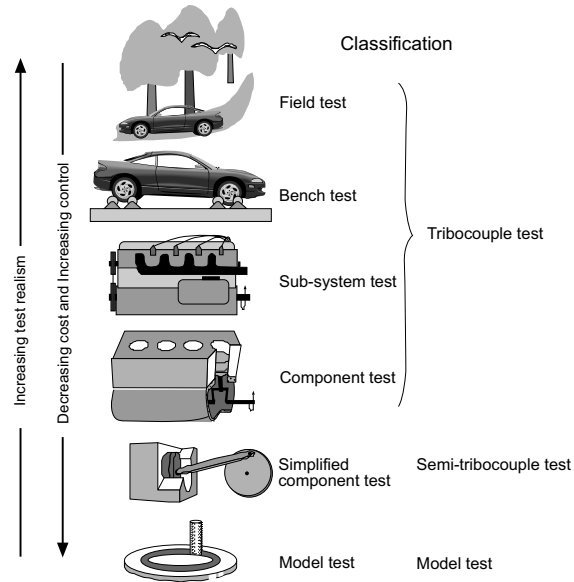 Classification
Field test
Bench test
Tribocouple test
Sub-system test
Component test
Simplified
component test
Semi-tribocouple test
Model test
Model test
Increasing test realism
Decreasing cost and Increasing control